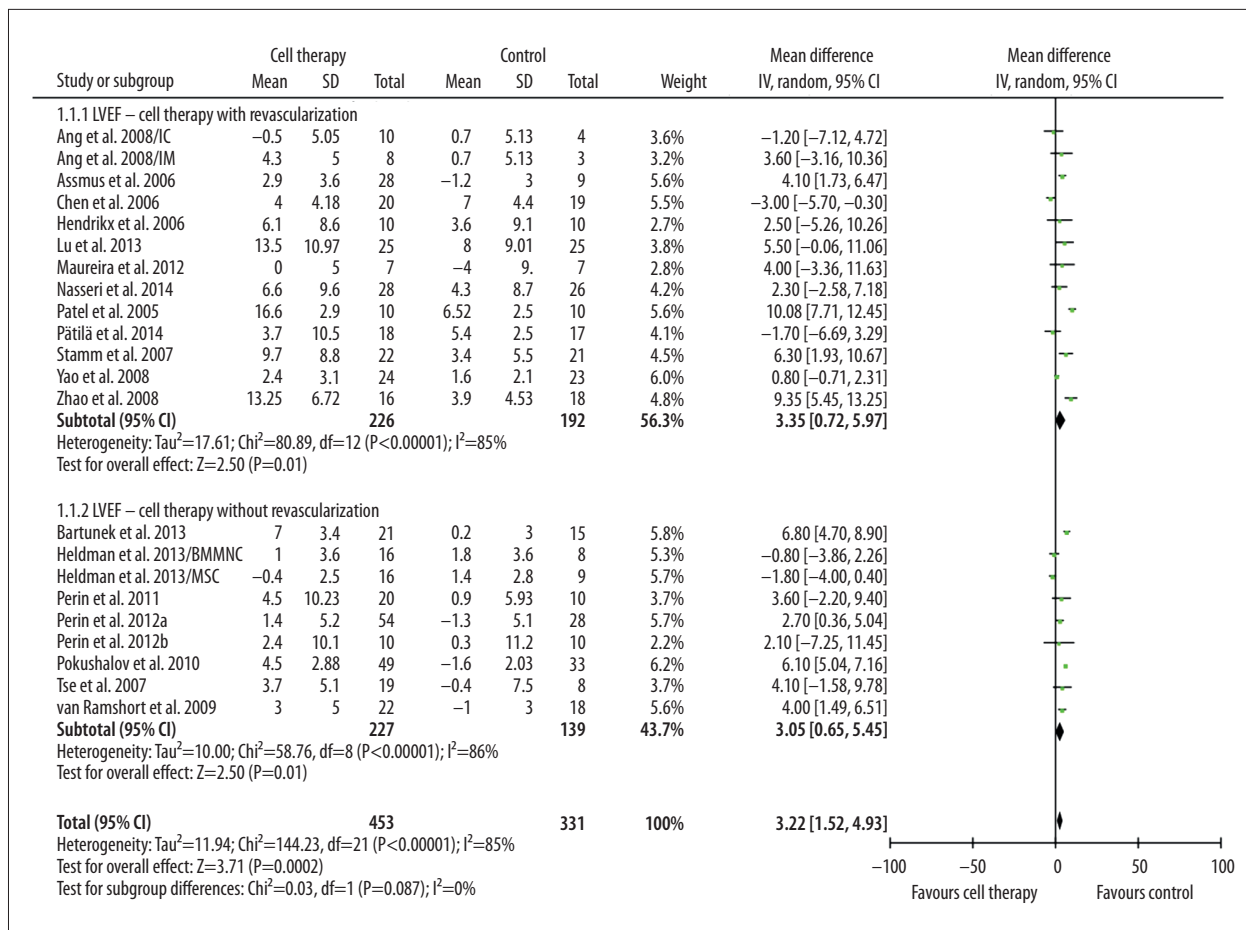 Cell therapy Control Mean difference Mean difference
Study or subgroup Mean SD Total Mean SD Total Weight IV, random, 95% CI IV, random, 95% CI
1.1.1 LVEF – cell therapy with revascularization
Ang et al. 2008/IC −0.5 5.05 10 0.7 5.13 4 3.6% −1.20 [−7.12, 4.72]
Ang et al. 2008/IM 4.3 5 8 0.7 5.13 3 3.2% 3.60 [−3.16, 10.36]
Assmus et al. 2006 2.9 3.6 28 −1.2 3 9 5.6% 4.10 [1.73, 6.47]
Chen et al. 2006 4 4.18 20 7 4.4 19 5.5% −3.00 [−5.70, −0.30]
Hendrikx et al. 2006 6.1 8.6 10 3.6 9.1 10 2.7% 2.50 [−5.26, 10.26]
Lu et al. 2013 13.5 10.97 25 8 9.01 25 3.8% 5.50 [−0.06, 11.06]
Maureira et al. 2012 0 5 7 −4 9. 7 2.8% 4.00 [−3.36, 11.63]
Nasseri et al. 2014 6.6 9.6 28 4.3 8.7 26 4.2% 2.30 [−2.58, 7.18]
Patel et al. 2005 16.6 2.9 10 6.52 2.5 10 5.6% 10.08 [7.71, 12.45]
Pätilä et al. 2014 3.7 10.5 18 5.4 2.5 17 4.1% −1.70 [−6.69, 3.29]
Stamm et al. 2007 9.7 8.8 22 3.4 5.5 21 4.5% 6.30 [1.93, 10.67]
Yao et al. 2008 2.4 3.1 24 1.6 2.1 23 6.0% 0.80 [−0.71, 2.31]
Zhao et al. 2008 13.25 6.72 16 3.9 4.53 18 4.8% 9.35 [5.45, 13.25]
Subtotal (95% CI) 226 192 56.3% 3.35 [0.72, 5.97]
Heterogeneity: Tau²=17.61; Chi²=80.89, df=12 (P<0.00001); I²=85%
Test for overall effect: Z=2.50 (P=0.01)
1.1.2 LVEF – cell therapy without revascularization
Bartunek et al. 2013 7 3.4 21 0.2 3 15 5.8% 6.80 [4.70, 8.90]
Heldman et al. 2013/BMMNC 1 3.6 16 1.8 3.6 8 5.3% −0.80 [−3.86, 2.26]
Heldman et al. 2013/MSC −0.4 2.5 16 1.4 2.8 9 5.7% −1.80 [−4.00, 0.40]
Perin et al. 2011 4.5 10.23 20 0.9 5.93 10 3.7% 3.60 [−2.20, 9.40]
Perin et al. 2012a 1.4 5.2 54 −1.3 5.1 28 5.7% 2.70 [0.36, 5.04]
Perin et al. 2012b 2.4 10.1 10 0.3 11.2 10 2.2% 2.10 [−7.25, 11.45]
Pokushalov et al. 2010 4.5 2.88 49 −1.6 2.03 33 6.2% 6.10 [5.04, 7.16]
Tse et al. 2007 3.7 5.1 19 −0.4 7.5 8 3.7% 4.10 [−1.58, 9.78]
van Ramshort et al. 2009 3 5 22 −1 3 18 5.6% 4.00 [1.49, 6.51]
Subtotal (95% CI) 227 139 43.7% 3.05 [0.65, 5.45]
Heterogeneity: Tau²=10.00; Chi²=58.76, df=8 (P<0.00001); I²=86%
Test for overall effect: Z=2.50 (P=0.01)
Total (95% CI) 453 331 100% 3.22 [1.52, 4.93]
Heterogeneity: Tau²=11.94; Chi²=144.23, df=21 (P<0.00001); I²=85%
Test for overall effect: Z=3.71 (P=0.0002)
Test for subgroup differences: Chi²=0.03, df=1 (P=0.087); I²=0%
−100 −50 0 50 100
Favours cell therapy Favours control